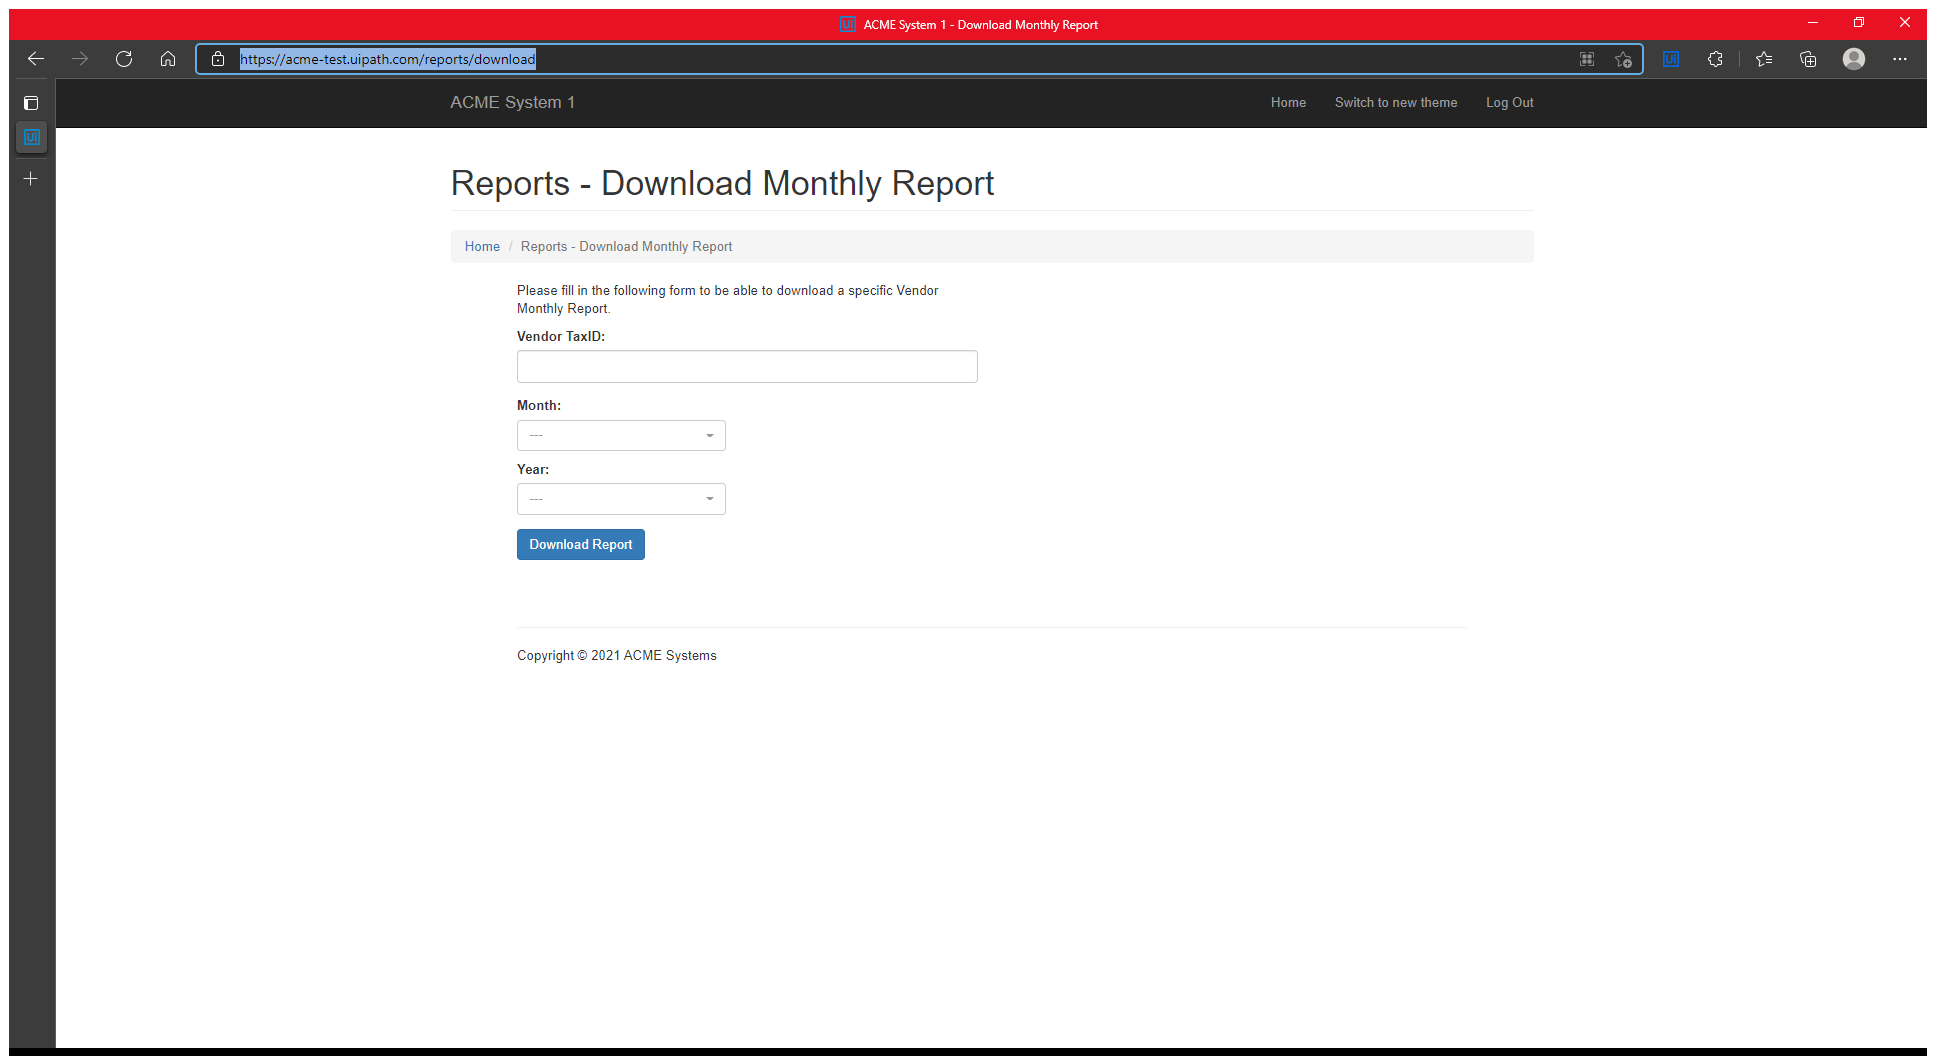 ACME System 1 - Download Monthly Report
https://acme-test.uipath.com/reports/download
ACME System 1
Home
Switch to new theme
Log Out
Ui
Reports - Download Monthly Report
Home / Reports - Download Monthly Report
Please fill in the following form to be able to download a specific Vendor
Monthly Report.
Vendor TaxID:
Month:
---
Year:
---
Download Report
Copyright © 2021 ACME Systems